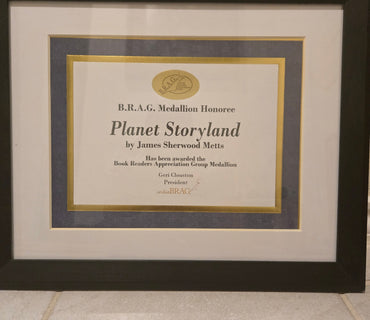 B.R.A.G.
B.R.A.G. Medallion Honoree
Planet Storyland
by James Sherwood Metts
Has been awarded the
Book Readers Appreciation Group Medallion
Geri Clouston
President
indieBRAG